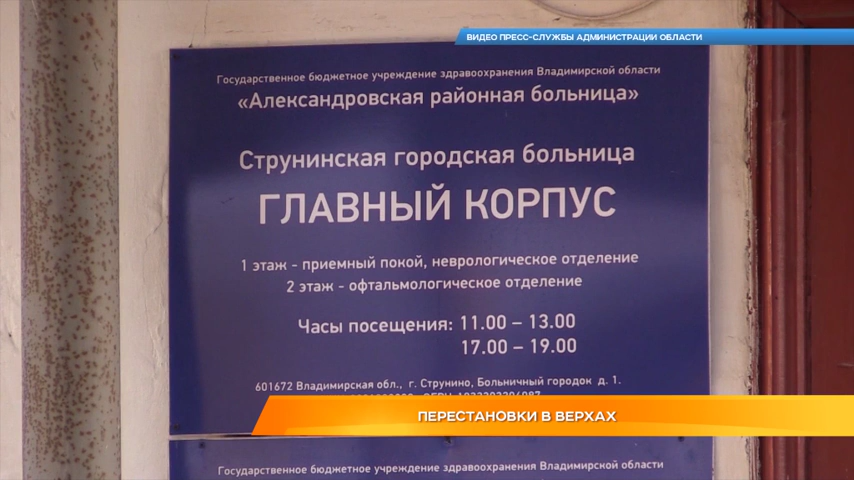 ВИДЕО ПРЕСС-СЛУЖБЫ АДМИНИСТРАЦИИ ОБЛАСТИ
Государственное бюджетное учреждение здравоохранения Владимирской области
«Александровская районная больница»
Струнинская городская больница
ГЛАВНЫЙ КОРПУС
1 этаж - приемный покой, неврологическое отделение
2 этаж - офтальмологическое отделение
Часы посещения: 11.00 – 13.00
17.00 – 19.00
601672 Владимирская обл., г. Струнино, Больничный городок д. 1.
ПЕРЕСТАНОВКИ В ВЕРХАХ
Государственное бюджетное учреждение здравоохранения Владимирской области